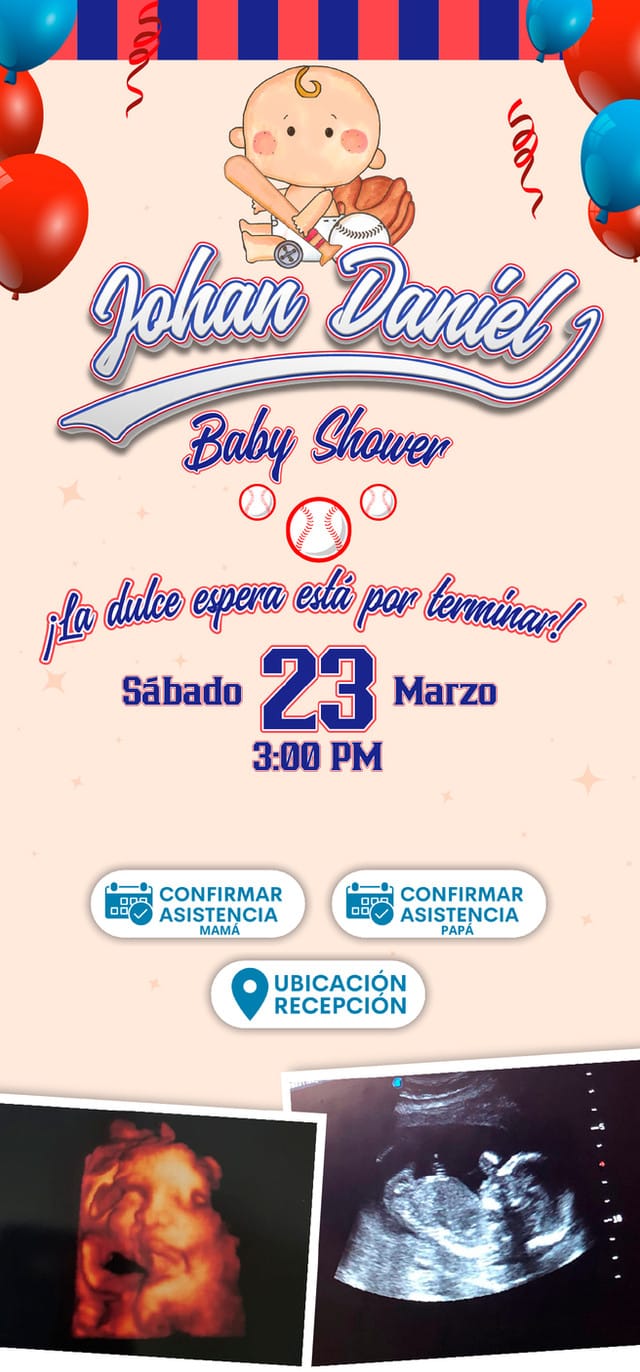 Johan Daniel
Baby Shower
¡La dulce espera está por terminar!
Sábado 23 Marzo
3:00 PM
CONFIRMAR
ASISTENCIA
MAMÁ
CONFIRMAR
ASISTENCIA
PAPÁ
UBICACIÓN
RECEPCIÓN